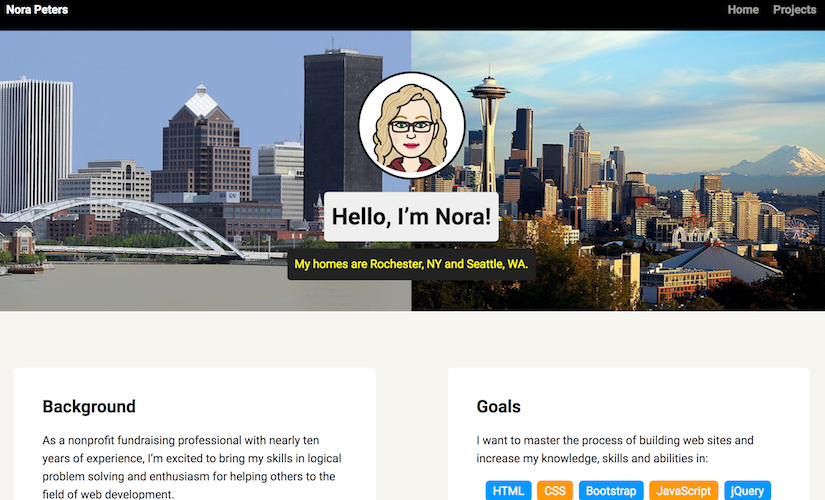 Nora Peters
Home Projects
Hello, I’m Nora!
My homes are Rochester, NY and Seattle, WA.
Background
As a nonprofit fundraising professional with nearly ten
years of experience, I’m excited to bring my skills in logical
problem solving and enthusiasm for helping others to the
field of web development.
Goals
I want to master the process of building web sites and
increase my knowledge, skills and abilities in:
HTML CSS Bootstrap JavaScript jQuery